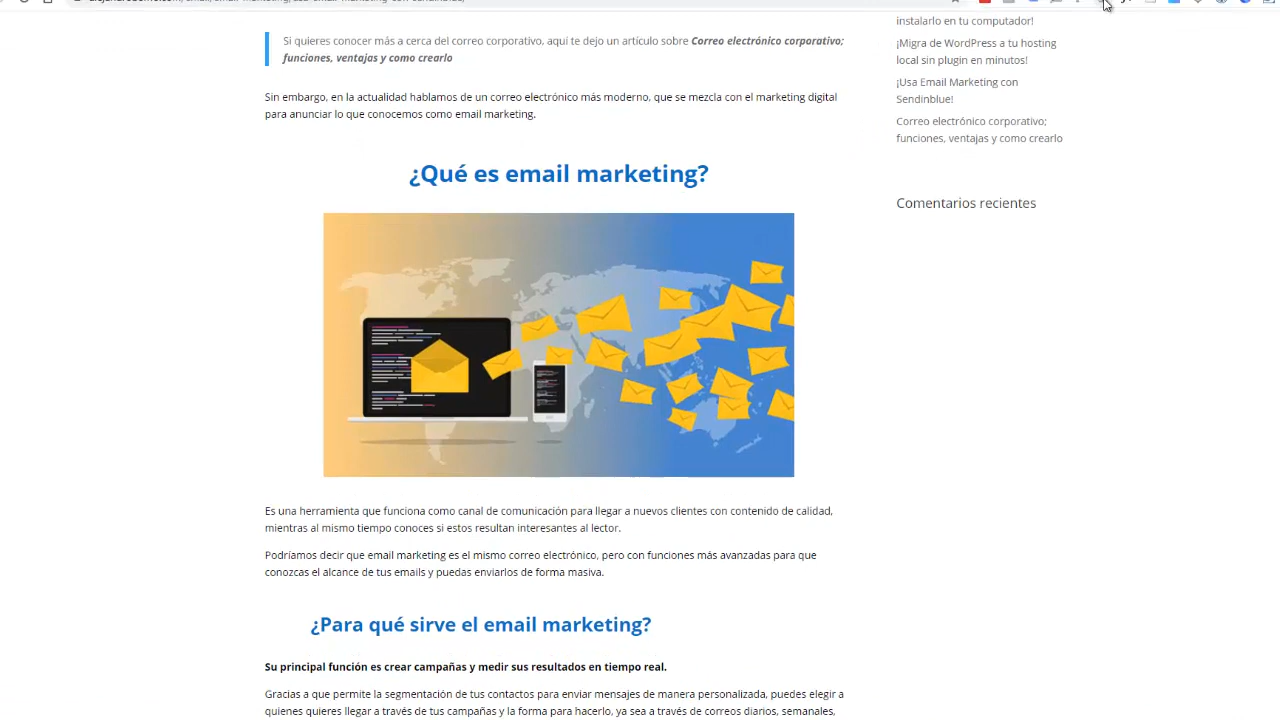 Si quieres conocer más a cerca del correo corporativo, aquí te dejo un artículo sobre Correo electrónico corporativo;
funciones, ventajas y como crearlo
Sin embargo, en la actualidad hablamos de un correo electrónico más moderno, que se mezcla con el marketing digital
para anunciar lo que conocemos como email marketing.
¿Qué es email marketing?
Es una herramienta que funciona como canal de comunicación para llegar a nuevos clientes con contenido de calidad,
mientras al mismo tiempo conoces si estos resultan interesantes al lector.
Podríamos decir que email marketing es el mismo correo electrónico, pero con funciones más avanzadas para que
conozcas el alcance de tus emails y puedas enviarlos de forma masiva.
¿Para qué sirve el email marketing?
Su principal función es crear campañas y medir sus resultados en tiempo real.
Gracias a que permite la segmentación de tus contactos para enviar mensajes de manera personalizada, puedes elegir a
quienes quieres llegar a través de tus campañas y la forma para hacerlo, ya sea a través de correos diarios, semanales,
instalarlo en tu computador!
¡Migra de WordPress a tu hosting
local sin plugin en minutos!
¡Usa Email Marketing con
Sendinblue!
Correo electrónico corporativo;
funciones, ventajas y como crearlo
Comentarios recientes